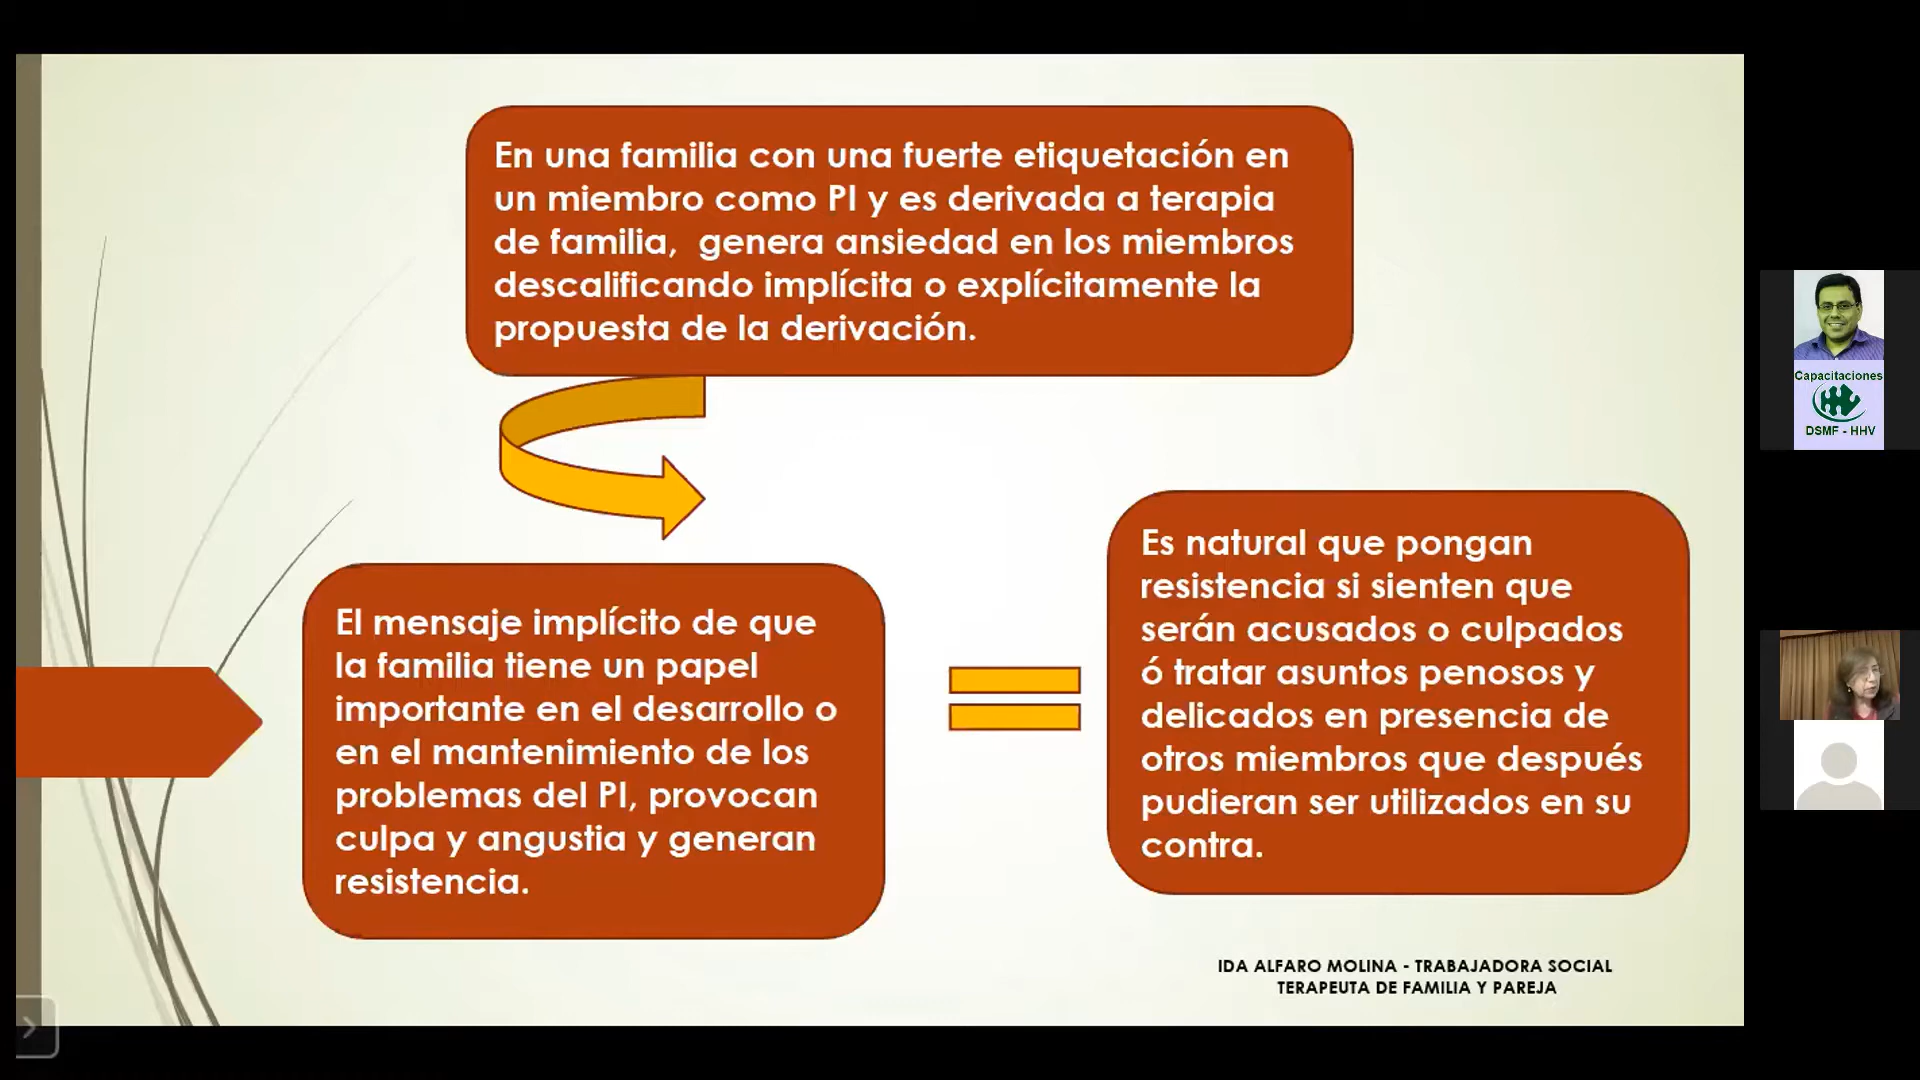 En una familia con una fuerte etiquetación en
un miembro como PI y es derivada a terapia
de familia,  genera ansiedad en los miembros
descalificando implícita o explícitamente la
propuesta de la derivación.
El mensaje implícito de que
la familia tiene un papel
importante en el desarrollo o
en el mantenimiento de los
problemas del PI, provocan
culpa y angustia y generan
resistencia.
Es natural que pongan
resistencia si sienten que
serán acusados o culpados
ó tratar asuntos penosos y
delicados en presencia de
otros miembros que después
pudieran ser utilizados en su
contra.
IDA ALFARO MOLINA - TRABAJADORA SOCIAL
TERAPEUTA DE FAMILIA Y PAREJA
Capacitaciones
DSMF - HHV